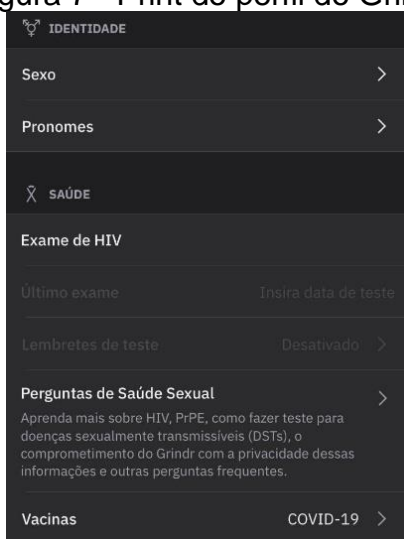 gura 7 - Print do perfil do Grin
IDENTIDADE
Sexo
Pronomes
SAÚDE
Exame de HIV
Último exame Insira data de teste
Lembretes de teste Desativado
Perguntas de Saúde Sexual
Aprenda mais sobre HIV, PrPE, como fazer teste para
doenças sexualmente transmissíveis (DSTs), o
comprometimento do Grindr com a privacidade dessas
informações e outras perguntas frequentes.
Vacinas COVID-19